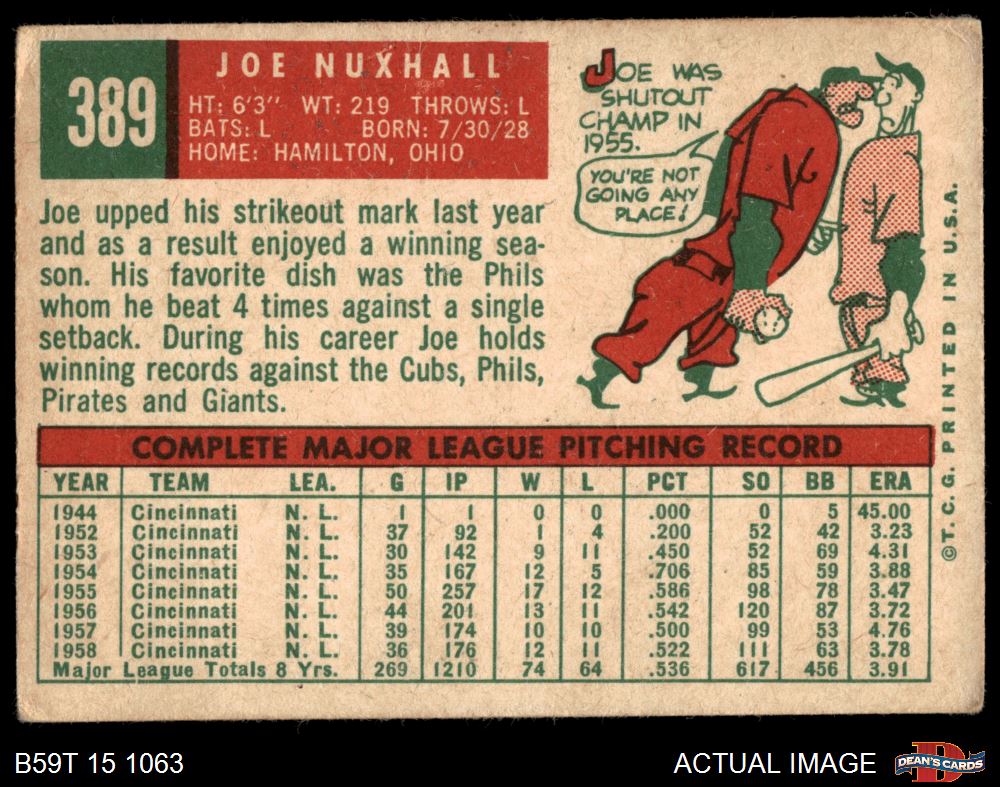 389
JOE NUXHALL
HT: 6'3" WT: 219 THROWS: L
BATS: L BORN: 7/30/28
HOME: HAMILTON, OHIO
JOE WAS
SHUTOUT
CHAMP IN
1955.
YOU'RE NOT
GOING ANY
PLACE!
Joe upped his strikeout mark last year
and as a result enjoyed a winning sea-
son. His favorite dish was the Phils
whom he beat 4 times against a single
setback. During his career Joe holds
winning records against the Cubs, Phils,
Pirates and Giants.
COMPLETE MAJOR LEAGUE PITCHING RECORD
YEAR TEAM LEA. G IP W L PCT SO BB ERA
1944 Cincinnati N. L. 1 1 0 0 .000 0 5 45.00
1952 Cincinnati N. L. 37 92 1 4 .200 52 42 3.23
1953 Cincinnati N. L. 30 142 9 11 .450 52 69 4.31
1954 Cincinnati N. L. 35 167 12 5 .706 85 59 3.88
1955 Cincinnati N. L. 50 257 17 12 .586 98 78 3.47
1956 Cincinnati N. L. 44 201 13 11 .542 120 87 3.72
1957 Cincinnati N. L. 39 174 10 10 .500 99 53 4.76
1958 Cincinnati N. L. 36 176 12 11 .522 111 63 3.78
Major League Totals 8 Yrs. 269 1210 74 64 .536 617 456 3.91
©T. C. G. PRINTED IN U.S.A.
B59T 15 1063
ACTUAL IMAGE
D
DEAN'S CARDS